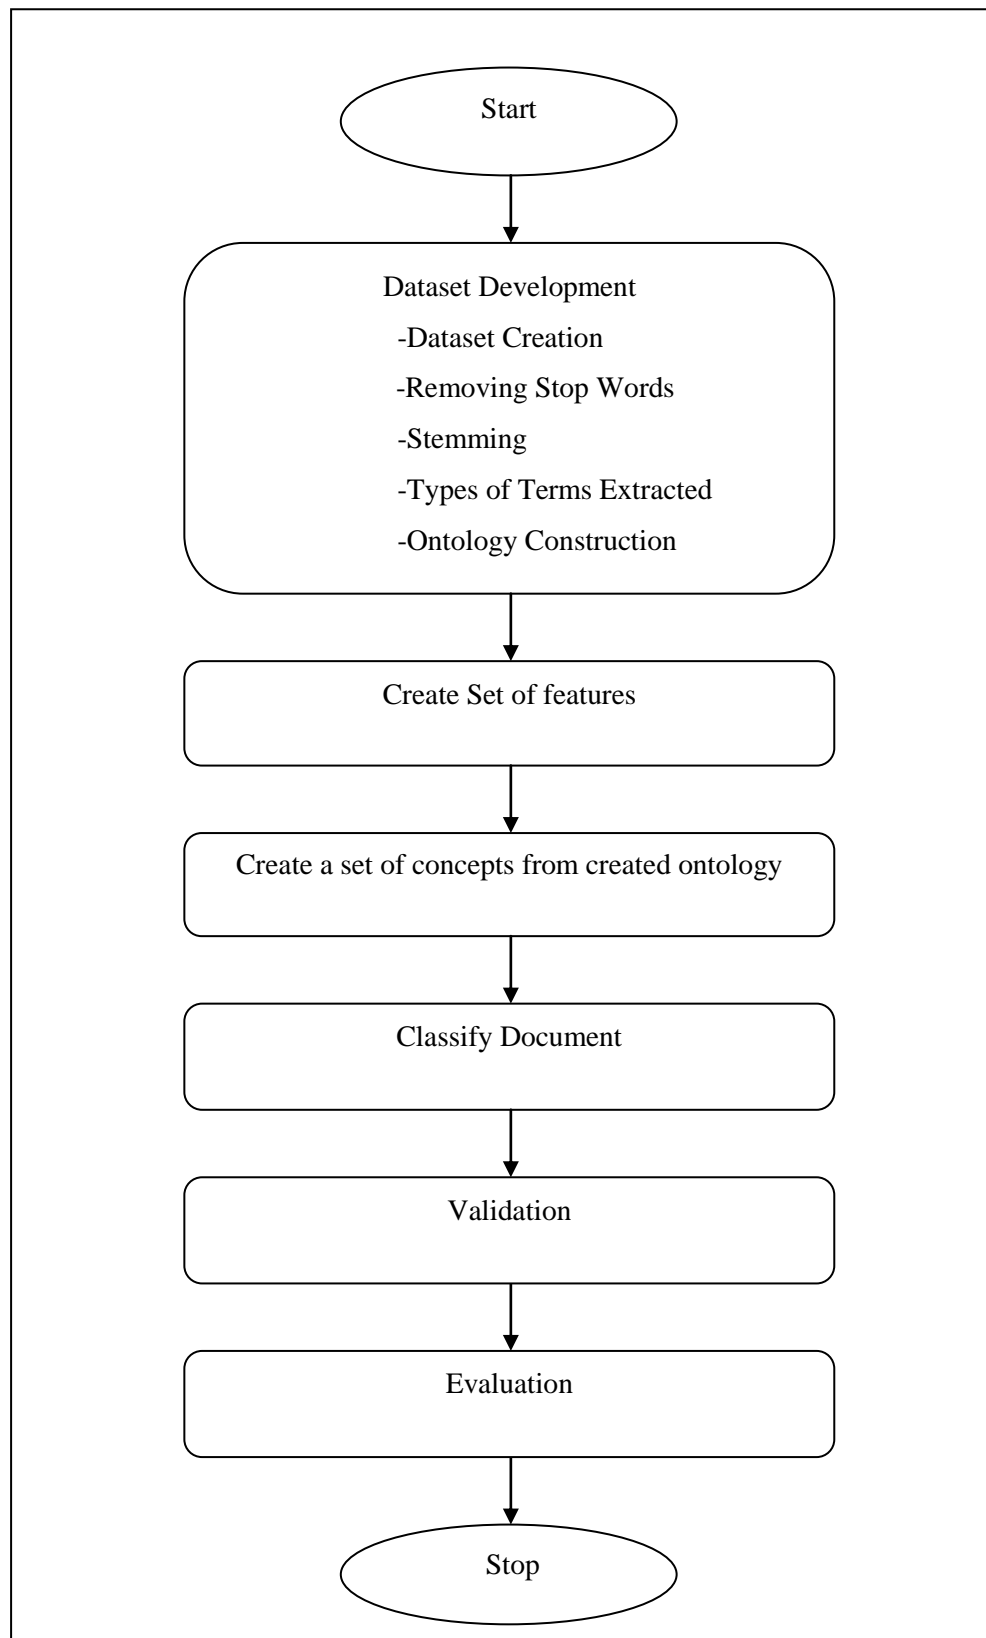 Start
Dataset Development
-Dataset Creation
-Removing Stop Words
-Stemming
-Types of Terms Extracted
-Ontology Construction
Create Set of features
Create a set of concepts from created ontology
Classify Document
Validation
Evaluation
Stop